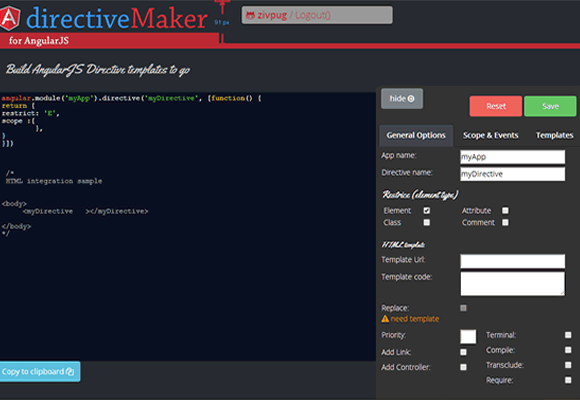 directiveMaker
91 px
zivpug / Logout()
for AngularJS
Build AngularJS Directive templates to go
hide
Reset
Save
General Options
Scope & Events
Templates
angular.module("myApp").directive("myDirective", [function() {
return {
restrict: 'E',
scope :{
},
}
}])
/*
HTML integration sample
<body>
<myDirective ></myDirective>
</body>
*/
App name:
myApp
Directive name:
myDirective
Restrice (element type)
Element
Attribute
Class
Comment
HTML template
Template Url:
Template code:
Replace:
need template
Priority:
Terminal:
Add Link:
Compile:
Add Controller:
Transclude:
Require:
Copy to clipboard